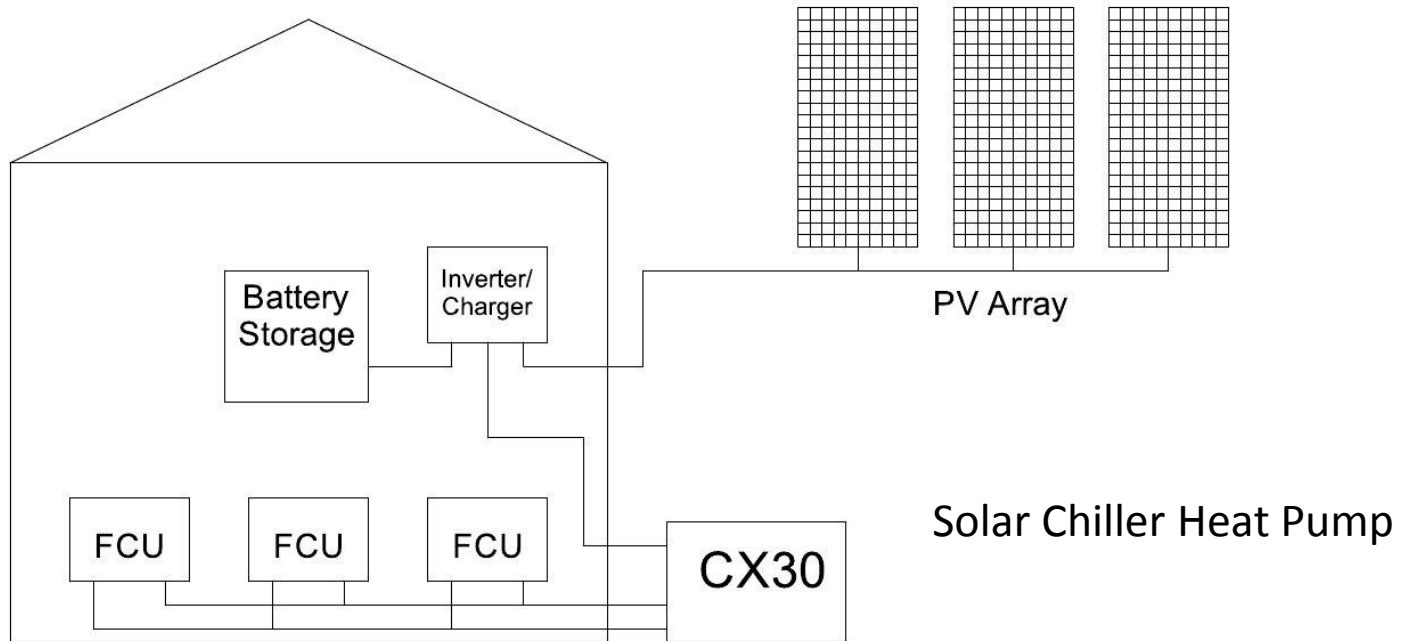 Inverter/
Charger
Battery
Storage
PV Array
FCU
FCU
FCU
CX30
Solar Chiller Heat Pump